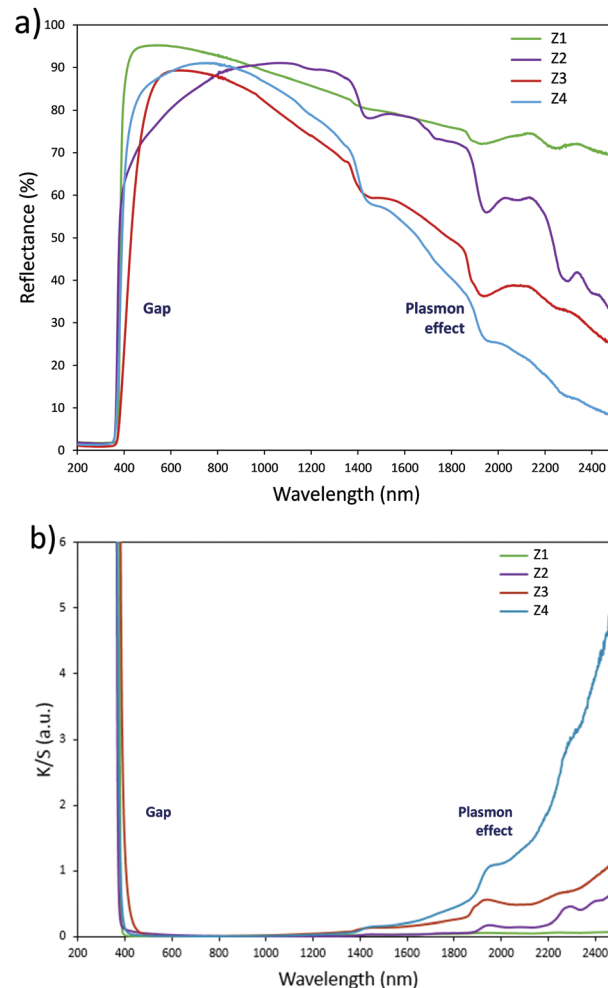 a)
100
90
80
70
60
50
40
30
20
10
0
Reflectance (%)
Z1
Z2
Z3
Z4
Gap
Plasmon
effect
200 400 600 800 1000 1200 1400 1600 1800 2000 2200 2400
Wavelength (nm)
b)
6
5
4
3
2
1
0
K/S (a.u.)
Z1
Z2
Z3
Z4
Gap
Plasmon
effect
200 400 600 800 1000 1200 1400 1600 1800 2000 2200 2400
Wavelength (nm)